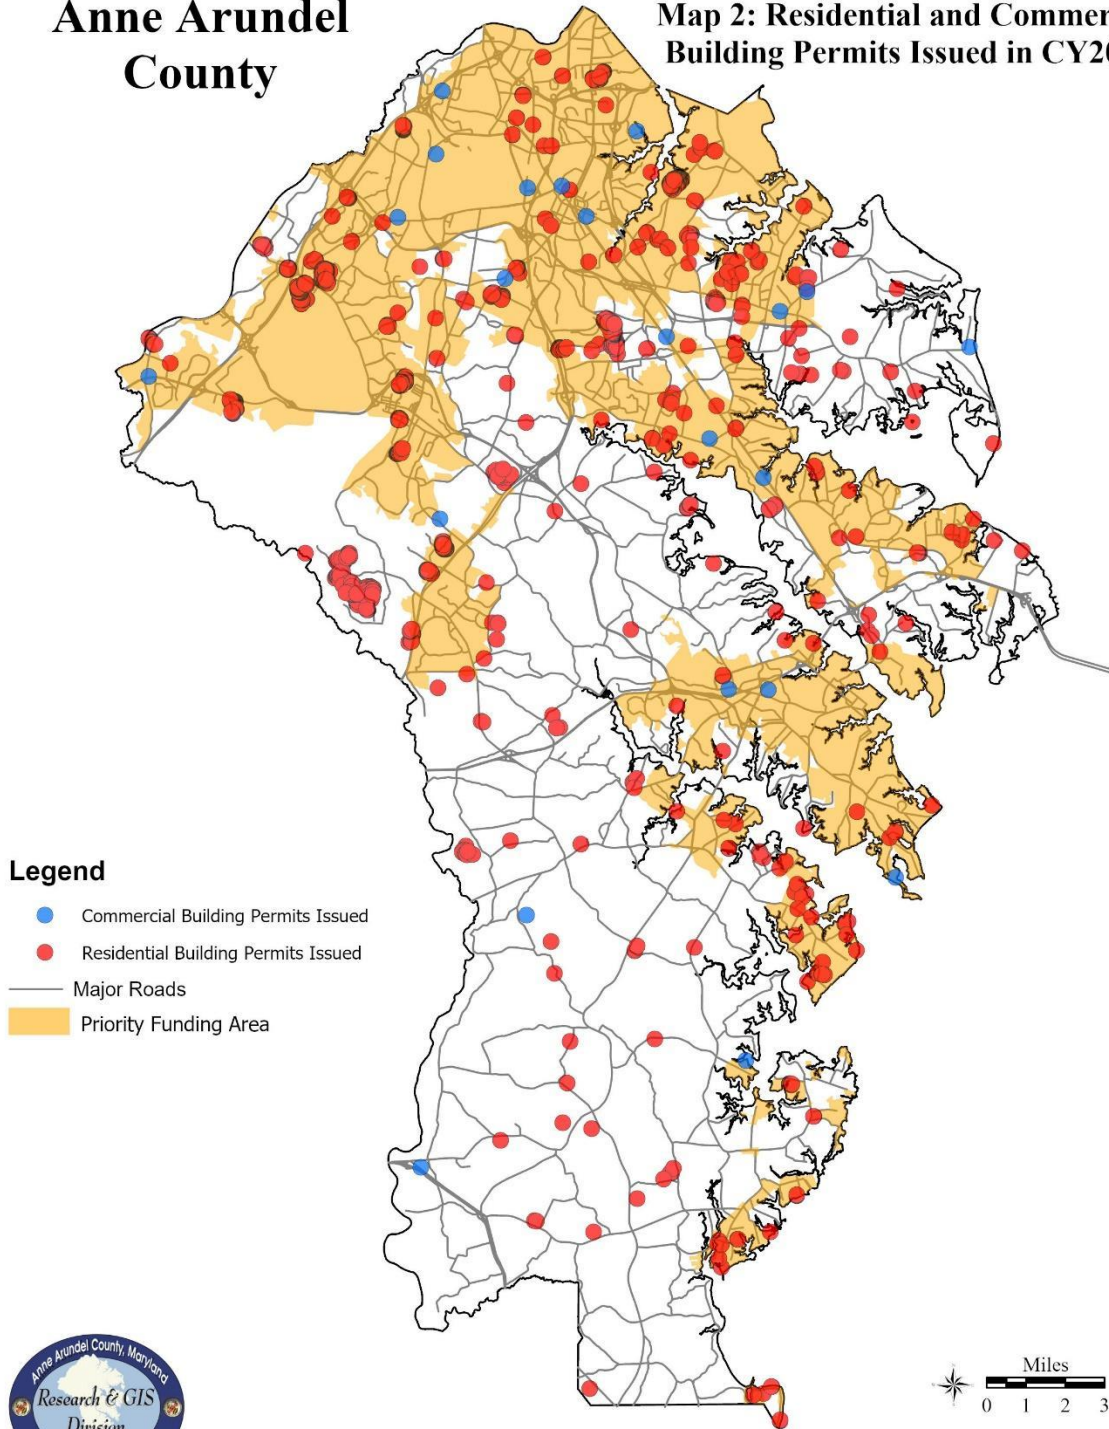 Anne Arundel
County
Map 2: Residential and Commer
Building Permits Issued in CY20
Legend
Commercial Building Permits Issued
Residential Building Permits Issued
Major Roads
Priority Funding Area
Anne Arundel County, Maryland
Research & GIS
Division
Miles
0 1 2 3